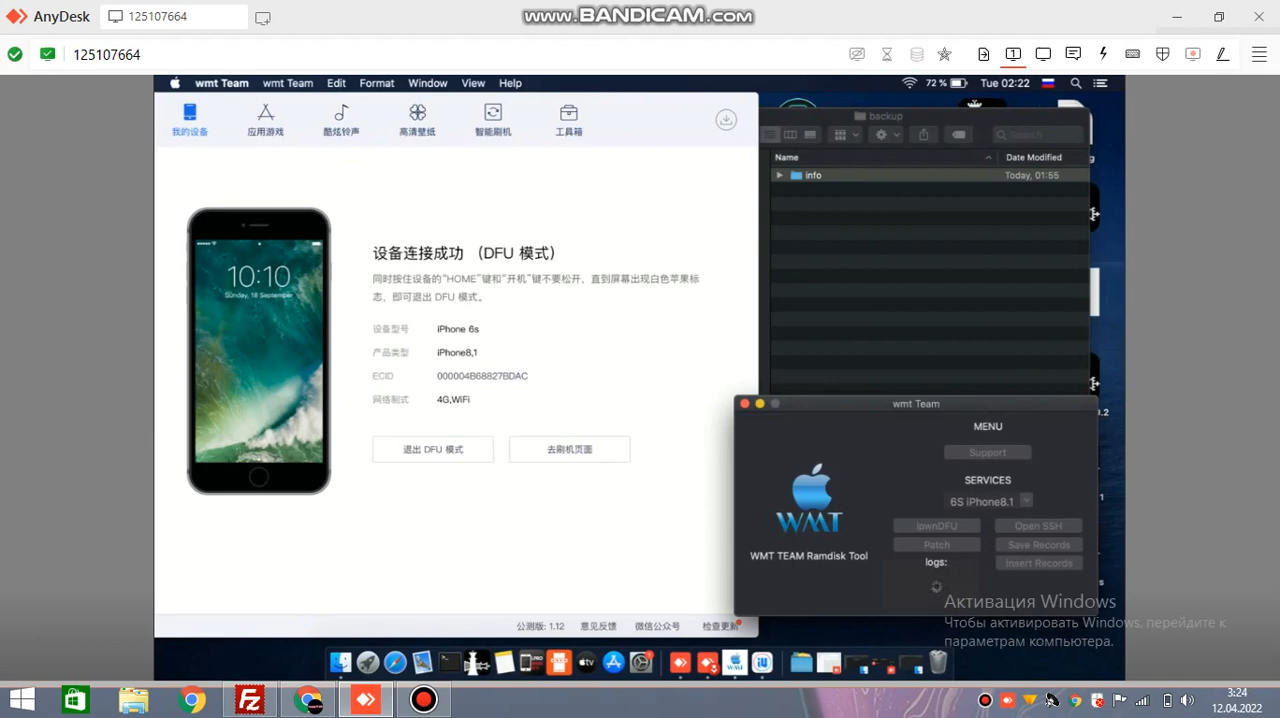 AnyDesk
125107664
www.BANDICAM.com
125107664
1
wmt Team
wmt Team
Edit
Format
Window
View
Help
72 %
Tue 02:22
我的设备
应用游戏
酷炫铃声
高清壁纸
智能刷机
工具箱
设备连接成功 （DFU 模式）
同时按住设备的“HOME”键和“开机”键不要松开，直到屏幕出现白色苹果标
志，即可退出 DFU 模式。
设备型号 iPhone 6s
产品类型 iPhone8,1
ECID 000004B68827BDAC
网络制式 4G,WiFi
退出 DFU 模式
去刷机页面
10:10
Sunday, 18 September
公测版: 1.12
意见反馈
微信公众号
检查更新
backup
Search
Name
Date Modified
info
Today, 01:55
wmt Team
MENU
Support
SERVICES
6S iPhone8.1
IpwnDFU
Open SSH
Patch
Save Records
logs:
Insert Records
WMT
WMT TEAM Ramdisk Tool
Активация Windows
Чтобы активировать Windows, перейдите к
параметрам компьютера.
3:24
12.04.2022